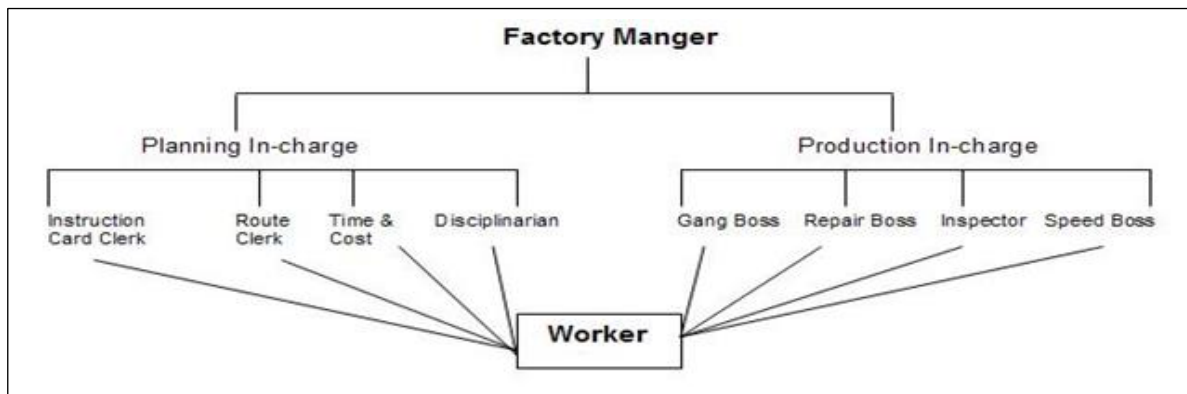 Factory Manger
Planning In-charge
Production In-charge
Instruction
Card Clerk
Route
Clerk
Time &
Cost
Disciplinarian
Gang Boss
Repair Boss
Inspector
Speed Boss
Worker